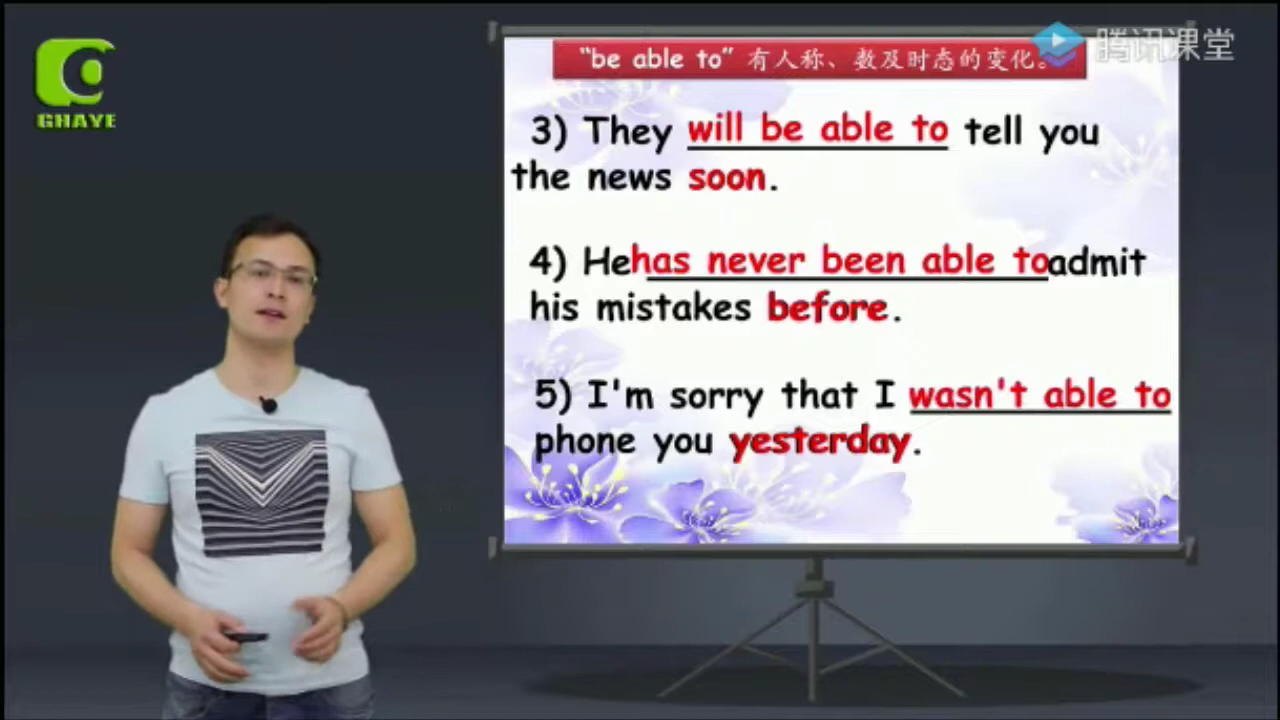 GHAYE
腾讯课堂
“be able to” 有人称、数及时态的变化。
3) They will be able to tell you
the news soon.
4) He has never been able to admit
his mistakes before.
5) I'm sorry that I wasn't able to
phone you yesterday.